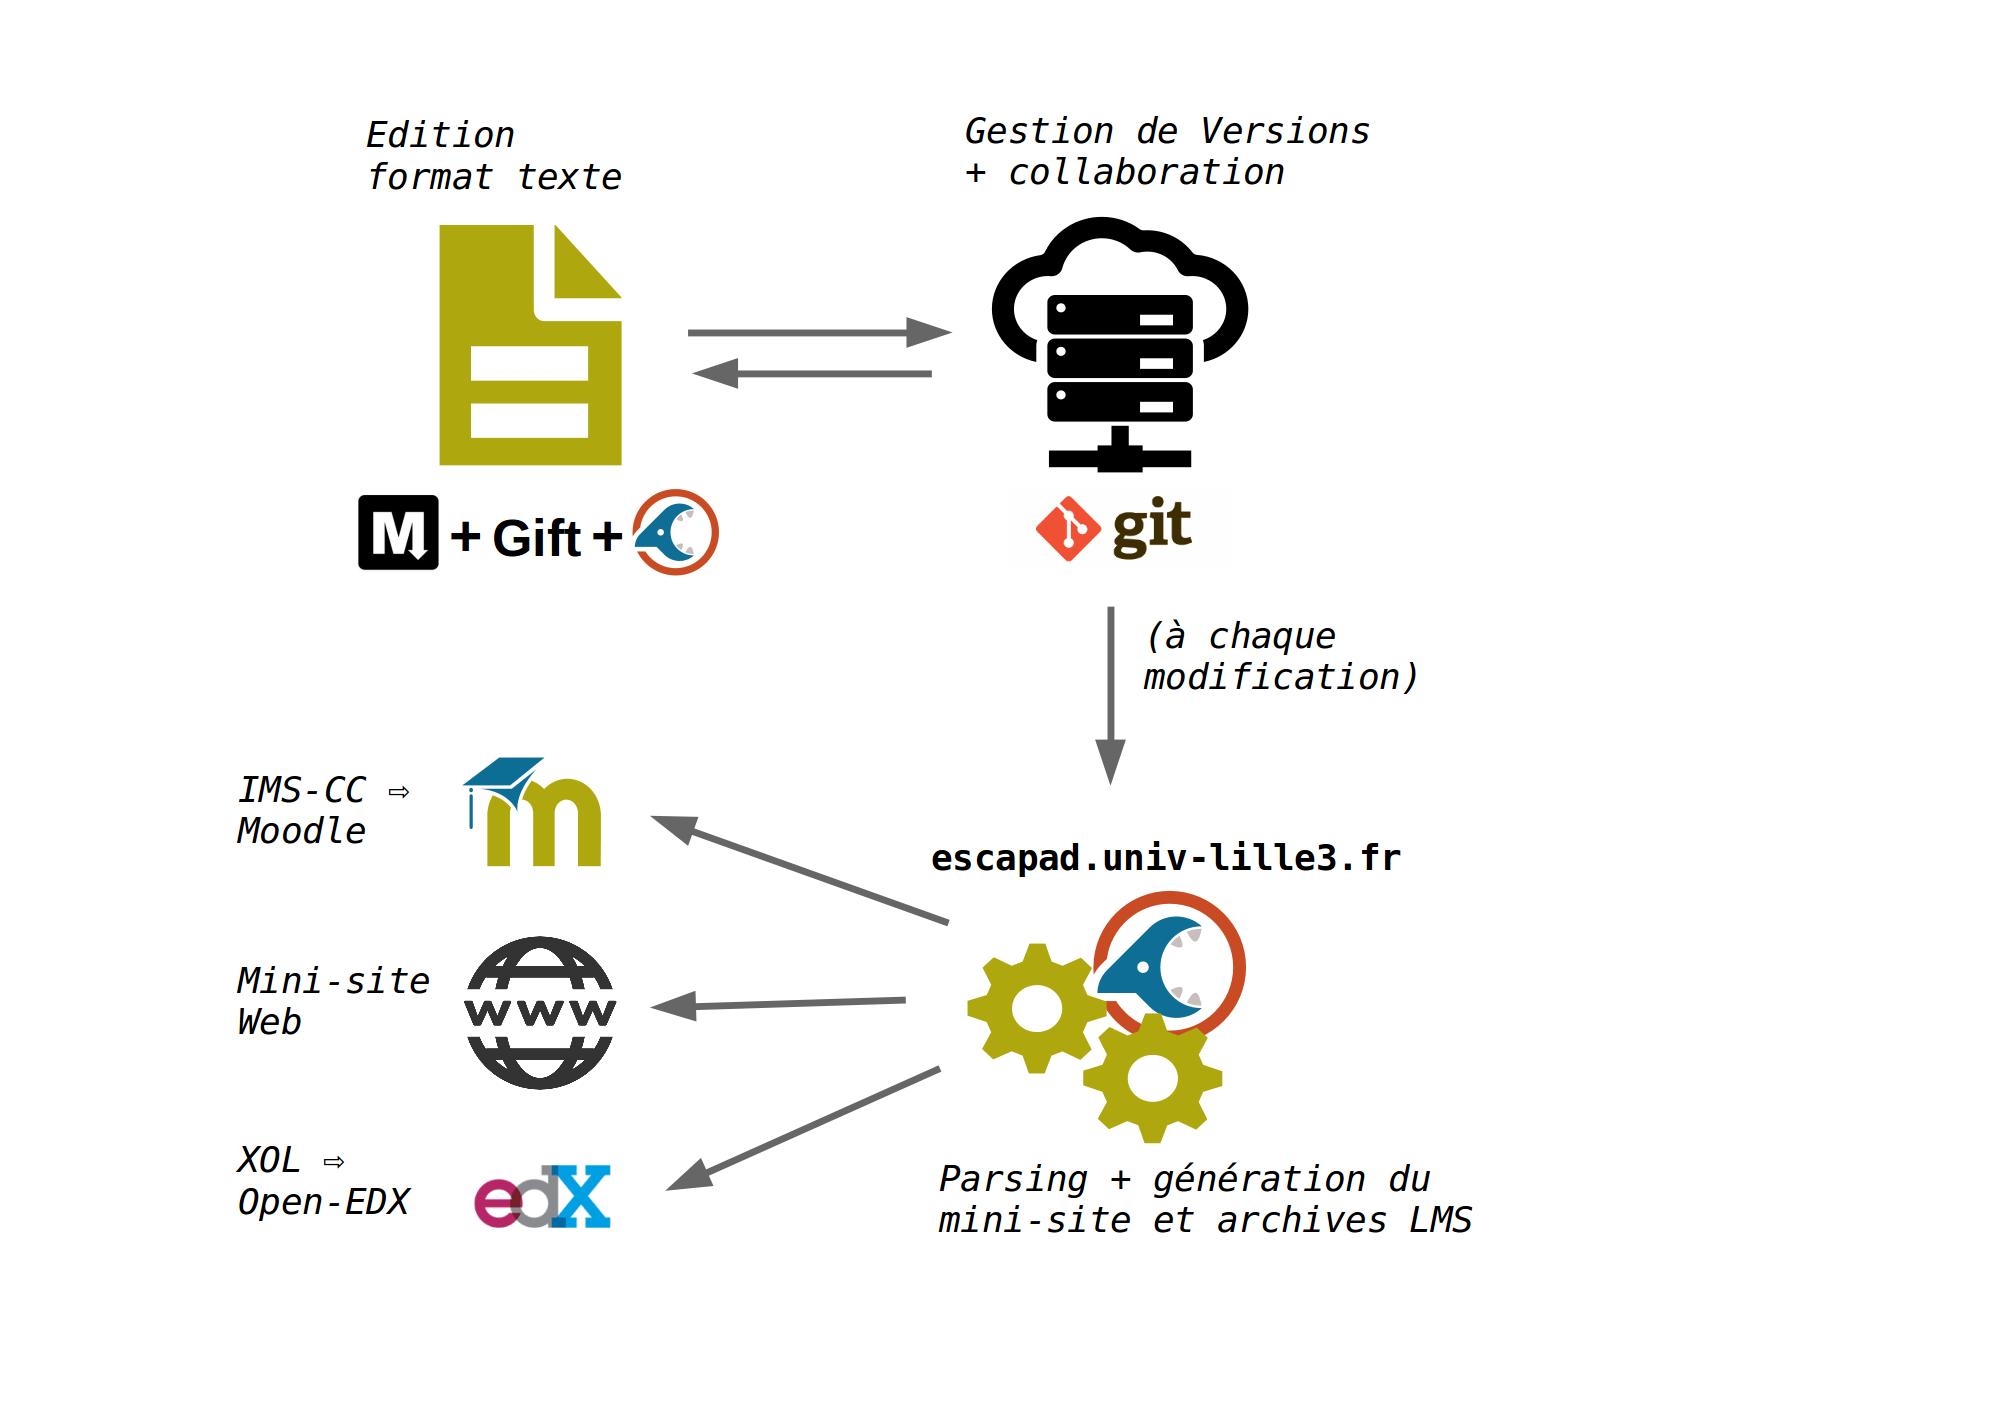 Edition
format texte
Gestion de Versions
+ collaboration
M + Gift +
git
(à chaque
modification)
IMS-CC ⇨
Moodle
m
escapad.univ-lille3.fr
Mini-site
Web
www
XOL ⇨
Open-EDX
edX
Parsing + génération du
mini-site et archives LMS